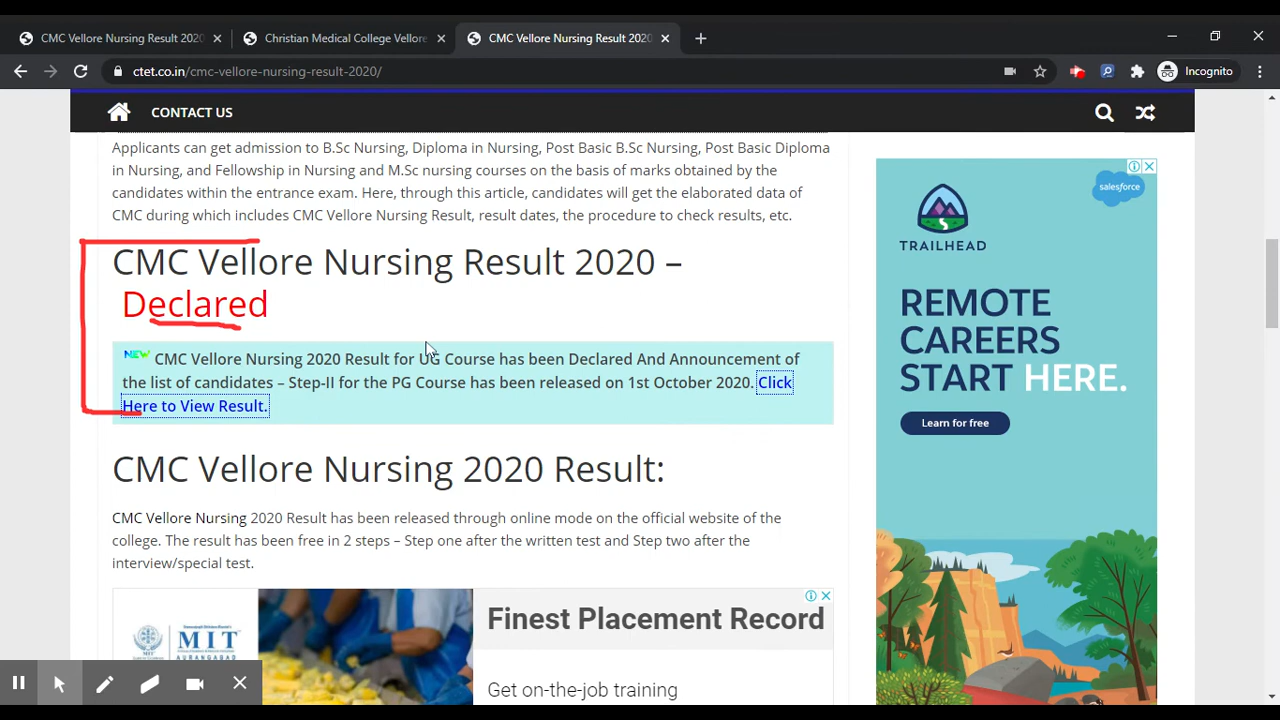 CMC Vellore Nursing Result 2020
Christian Medical College Vellore
CMC Vellore Nursing Result 2020
ctet.co.in/cmc-vellore-nursing-result-2020/
Incognito
CONTACT US
Applicants can get admission to B.Sc Nursing, Diploma in Nursing, Post Basic B.Sc Nursing, Post Basic Diploma
in Nursing, and Fellowship in Nursing and M.Sc nursing courses on the basis of marks obtained by the
candidates within the entrance exam. Here, through this article, candidates will get the elaborated data of
CMC during which includes CMC Vellore Nursing Result, result dates, the procedure to check results, etc.
CMC Vellore Nursing Result 2020 –
Declared
NEW CMC Vellore Nursing 2020 Result for UG Course has been Declared And Announcement of
the list of candidates – Step-II for the PG Course has been released on 1st October 2020. Click
Here to View Result.
CMC Vellore Nursing 2020 Result:
CMC Vellore Nursing 2020 Result has been released through online mode on the official website of the
college. The result has been free in 2 steps – Step one after the written test and Step two after the
interview/special test.
MIT
AURANGABAD
Finest Placement Record
Get on-the-job training
salesforce
TRAILHEAD
REMOTE
CAREERS
START HERE.
Learn for free